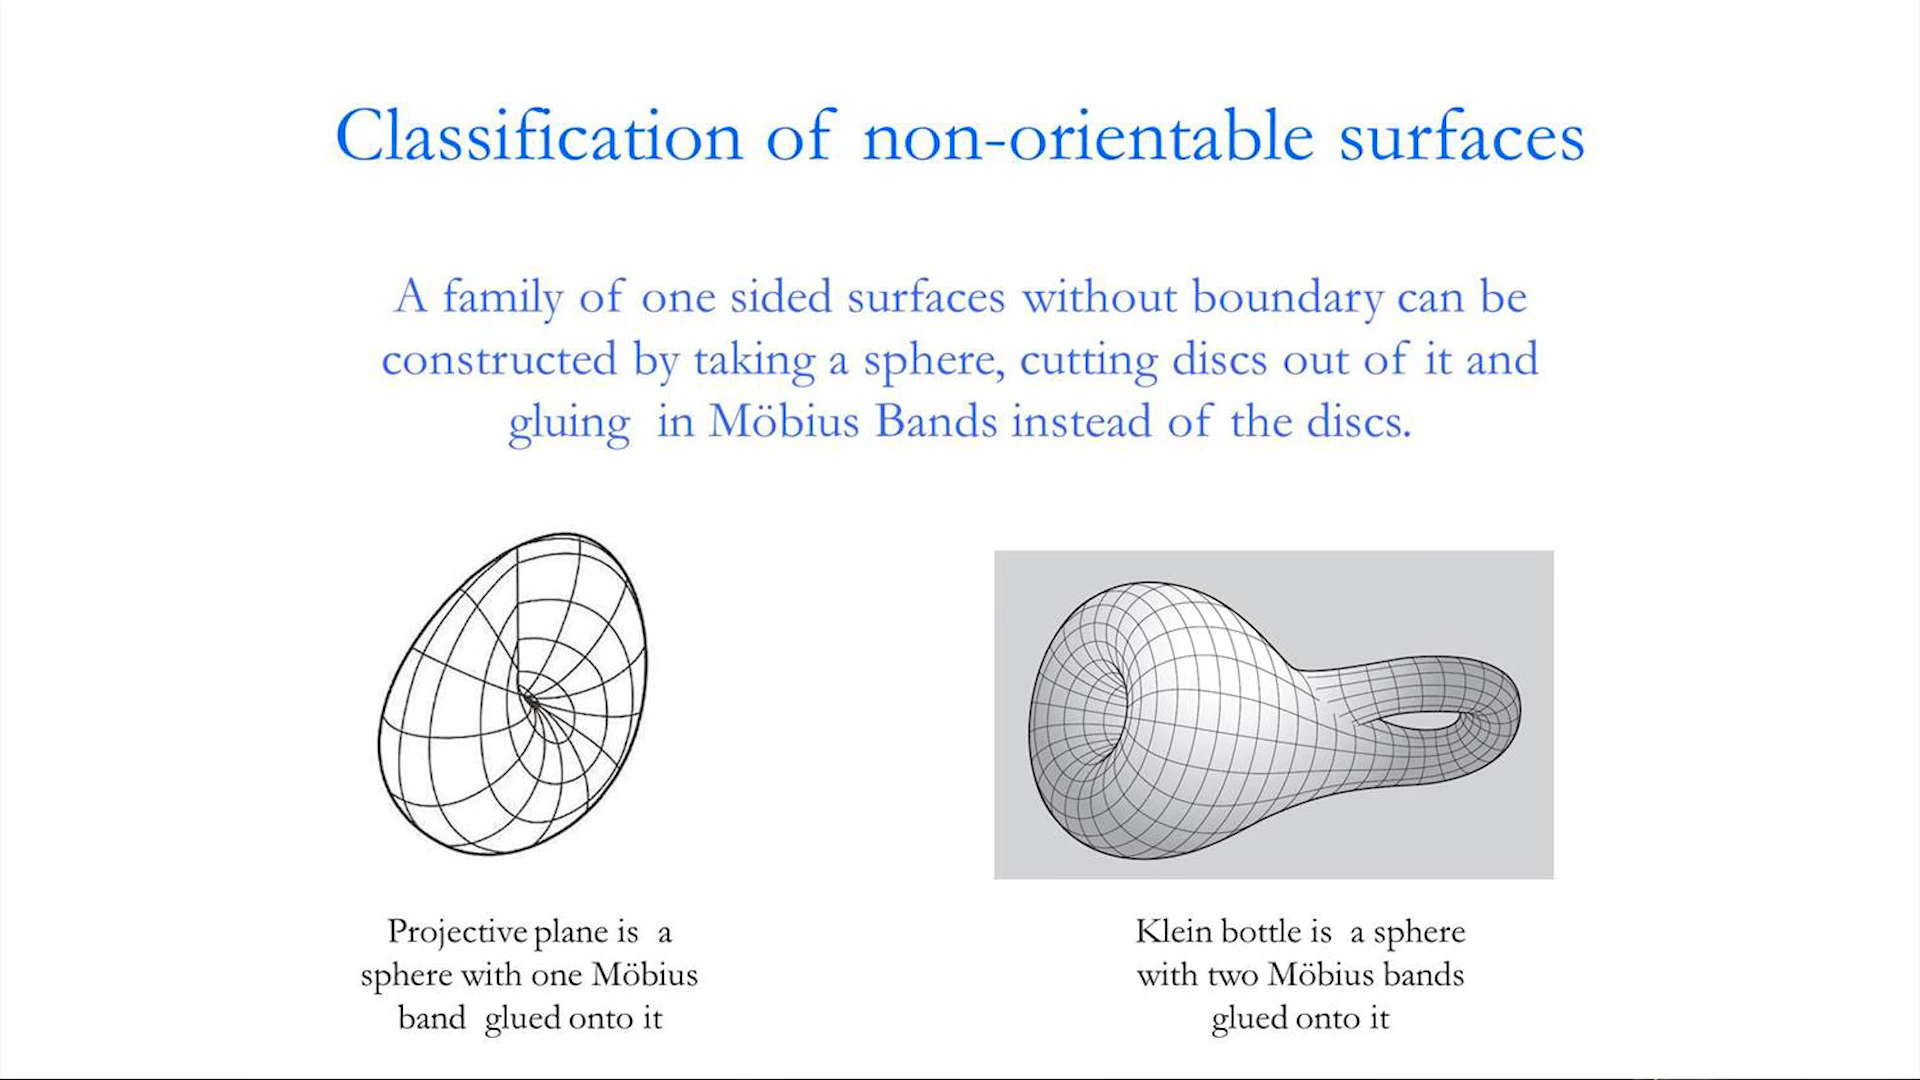 Classification of non-orientable surfaces
A family of one sided surfaces without boundary can be
constructed by taking a sphere, cutting discs out of it and
gluing in Möbius Bands instead of the discs.
Projective plane is a
sphere with one Möbius
band glued onto it
Klein bottle is a sphere
with two Möbius bands
glued onto it